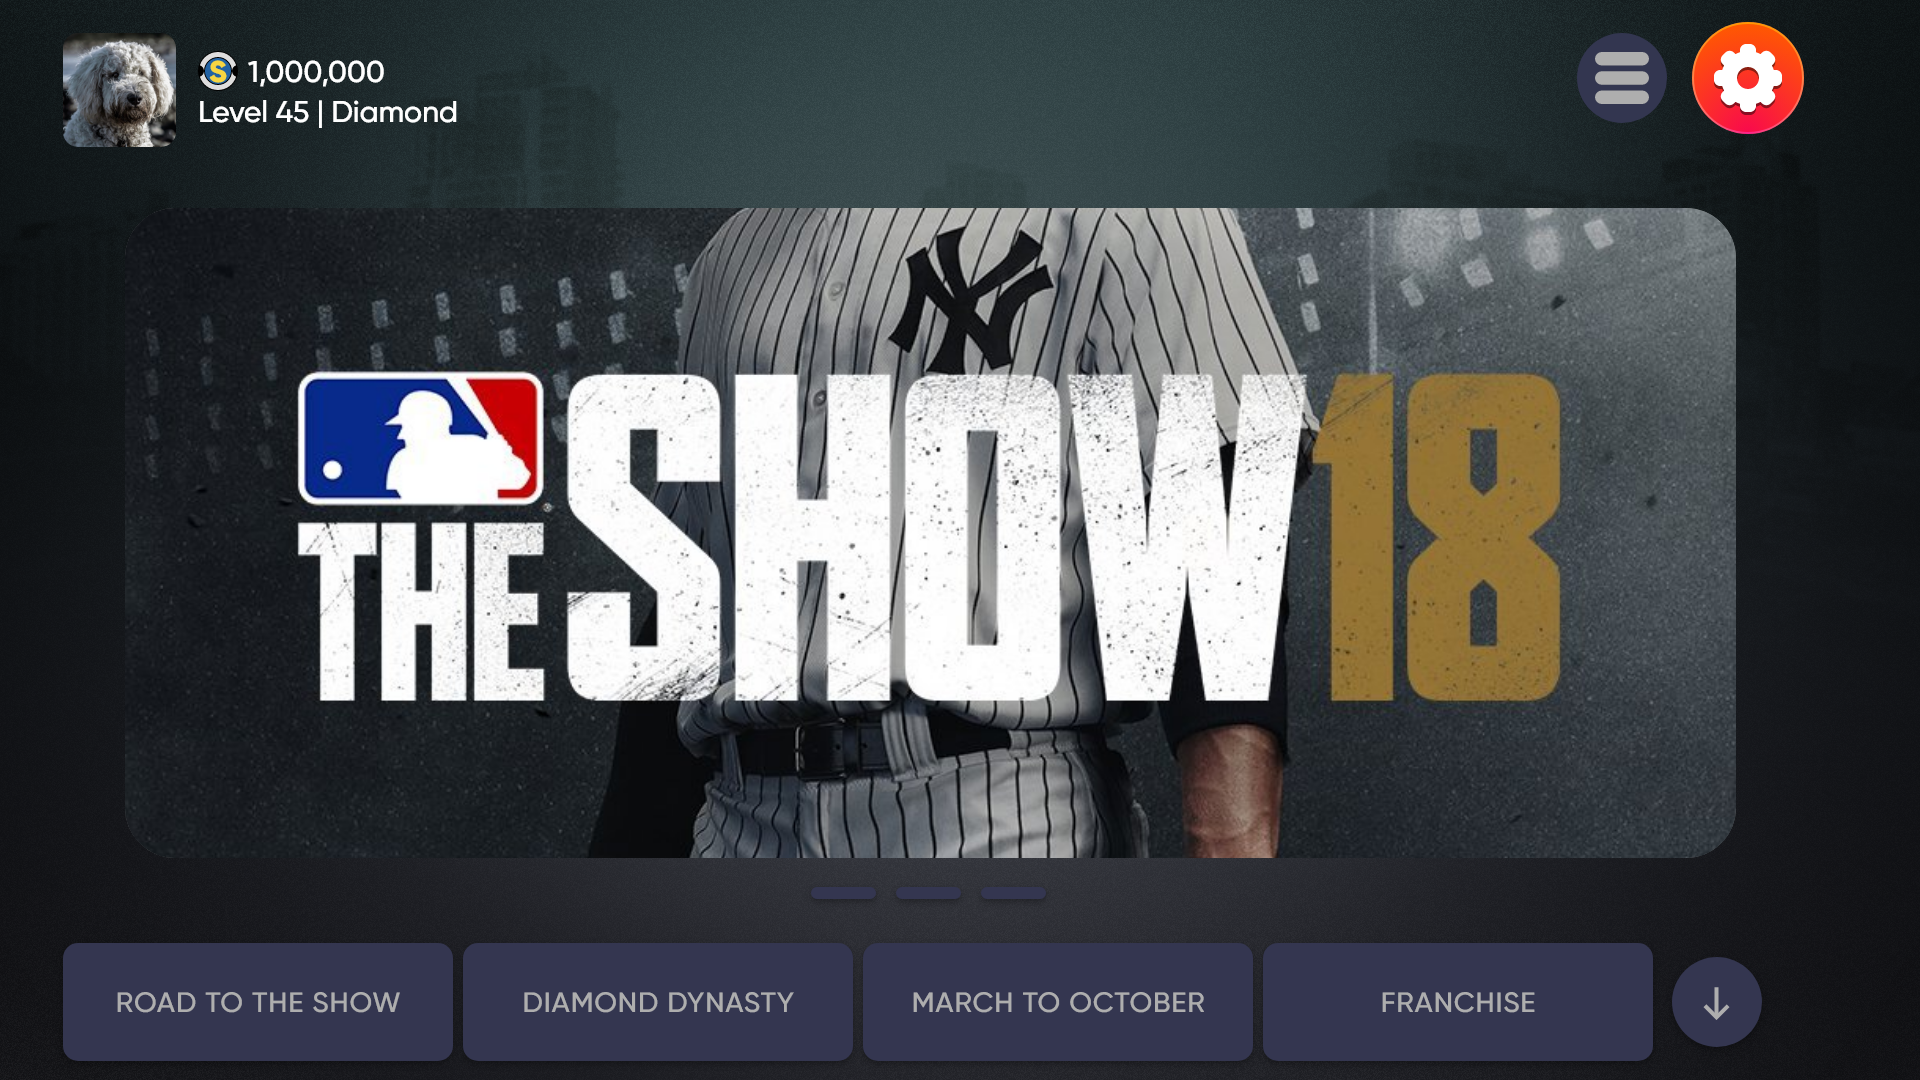 1,000,000
Level 45 | Diamond
NY
THE SHOW 18
ROAD TO THE SHOW
DIAMOND DYNASTY
MARCH TO OCTOBER
FRANCHISE